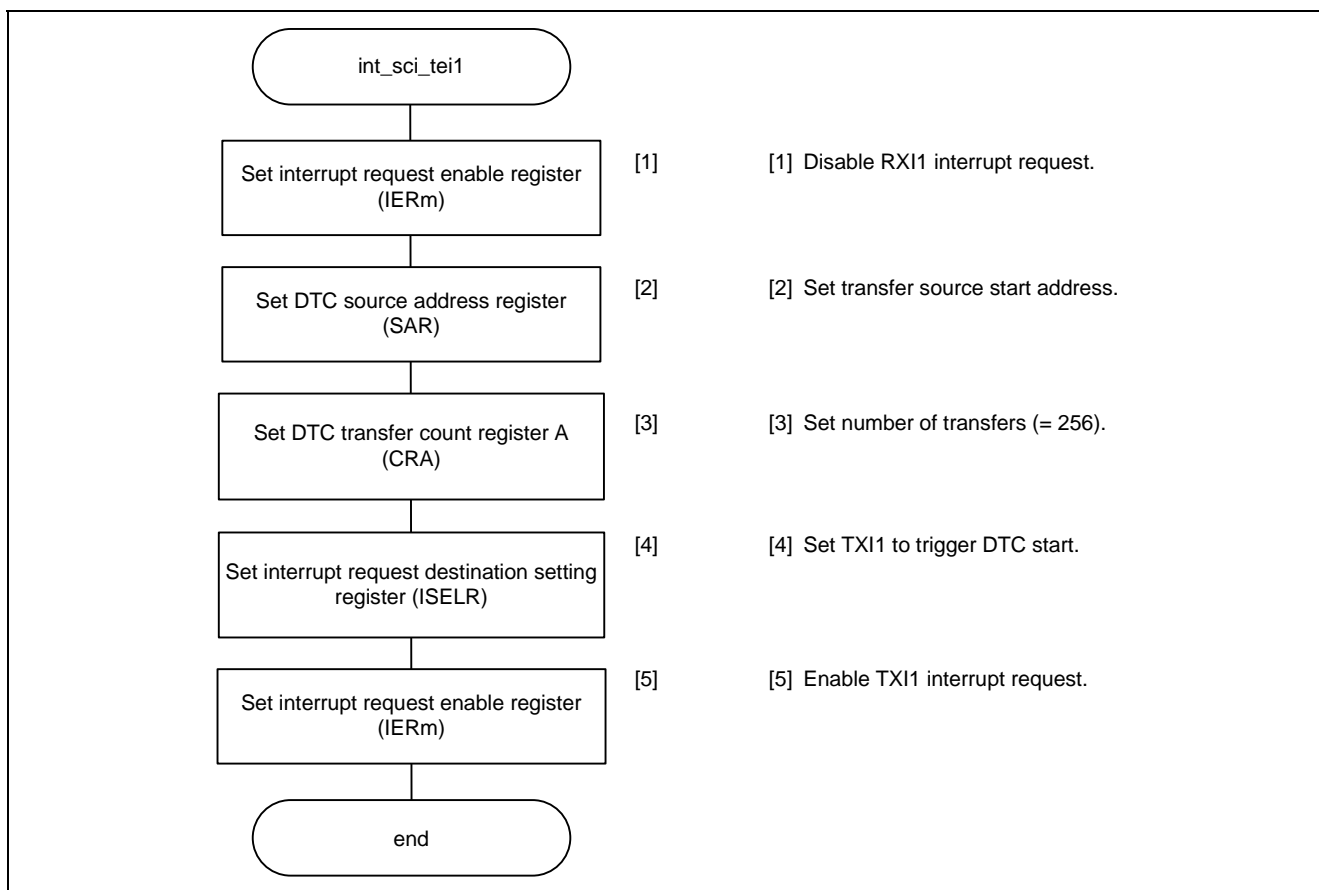 int_sci_tei1
Set interrupt request enable register
(IERm)
[1]
[1] Disable RXI1 interrupt request.
Set DTC source address register
(SAR)
[2]
[2] Set transfer source start address.
Set DTC transfer count register A
(CRA)
[3]
[3] Set number of transfers (= 256).
Set interrupt request destination setting
register (ISELR)
[4]
[4] Set TXI1 to trigger DTC start.
Set interrupt request enable register
(IERm)
[5]
[5] Enable TXI1 interrupt request.
end